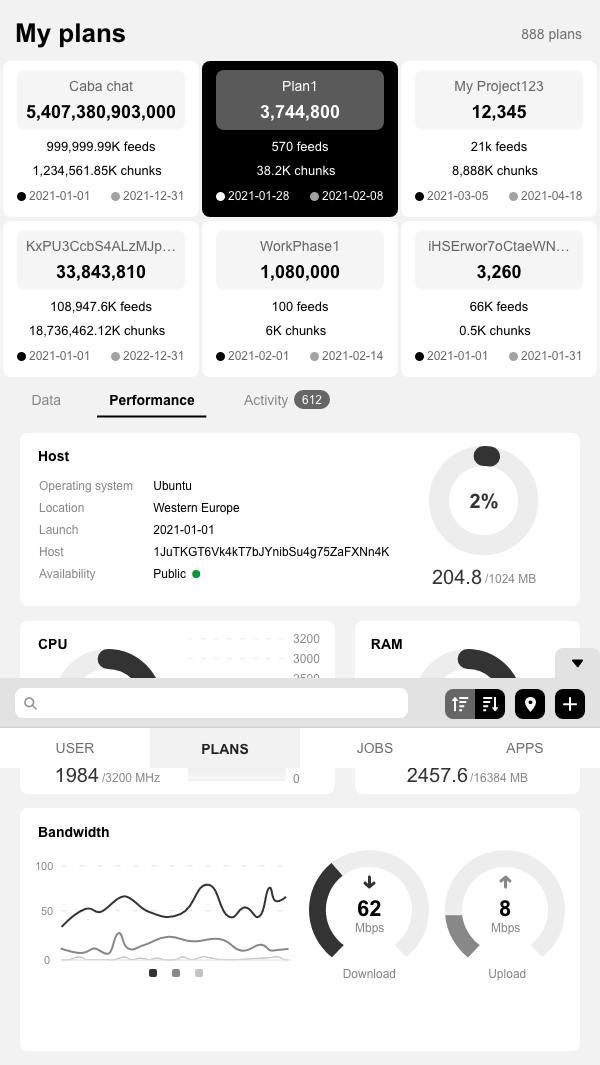 My plans
888 plans
Caba chat
5,407,380,903,000
999,999.99K feeds
1,234,561.85K chunks
2021-01-01 2021-12-31
Plan1
3,744,800
570 feeds
38.2K chunks
2021-01-28 2021-02-08
My Project123
12,345
21k feeds
8,888K chunks
2021-03-05 2021-04-18
KxPU3CcbS4ALzMJp…
33,843,810
108,947.6K feeds
18,736,462.12K chunks
2021-01-01 2022-12-31
WorkPhase1
1,080,000
100 feeds
6K chunks
2021-02-01 2021-02-14
iHSErwor7oCtaeWN…
3,260
66K feeds
0.5K chunks
2021-01-01 2021-01-31
Data Performance Activity 612
Host
Operating system Ubuntu
Location Western Europe
Launch 2021-01-01
Host 1JuTKGT6Vk4kT7bJYnibSu4g75ZaFXNn4K
Availability Public
2%
204.8 /1024 MB
CPU
3200
3000
RAM
USER PLANS JOBS APPS
1984 /3200 MHz
0
2457.6 /16384 MB
Bandwidth
100
50
0
62
Mbps
Download
8
Mbps
Upload